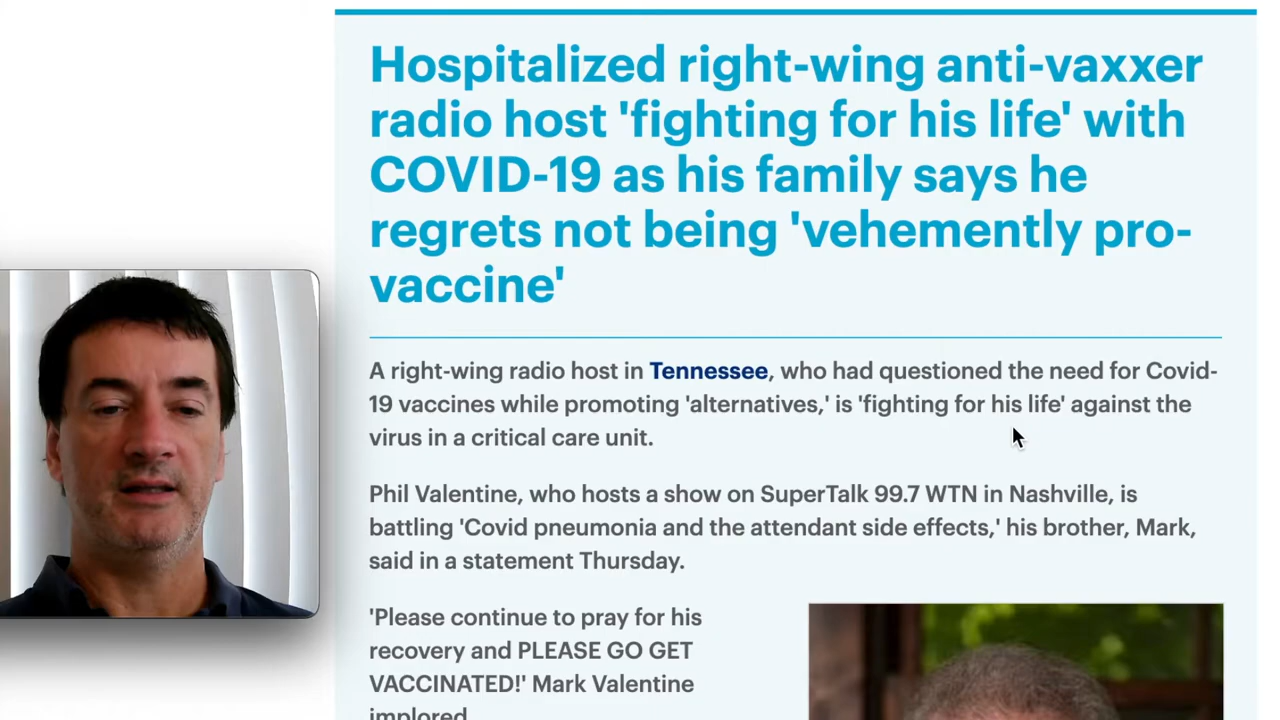 Hospitalized right-wing anti-vaxxer
radio host 'fighting for his life' with
COVID-19 as his family says he
regrets not being 'vehemently pro-
vaccine'
A right-wing radio host in Tennessee, who had questioned the need for Covid-
19 vaccines while promoting 'alternatives,' is 'fighting for his life' against the
virus in a critical care unit.
Phil Valentine, who hosts a show on SuperTalk 99.7 WTN in Nashville, is
battling 'Covid pneumonia and the attendant side effects,' his brother, Mark,
said in a statement Thursday.
'Please continue to pray for his
recovery and PLEASE GO GET
VACCINATED!' Mark Valentine
implored